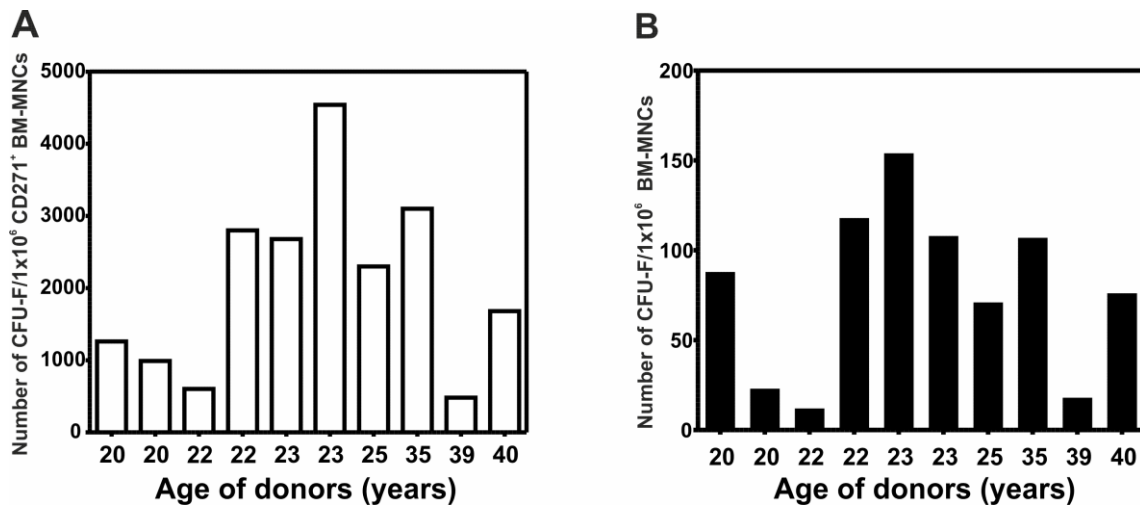 A
Number of CFU-F/1x10⁶ CD271⁺ BM-MNCs
5000
4000
3000
2000
1000
0
20 20 22 22 23 23 25 35 39 40
Age of donors (years)
B
Number of CFU-F/1x10⁶ BM-MNCs
200
150
100
50
0
20 20 22 22 23 23 25 35 39 40
Age of donors (years)